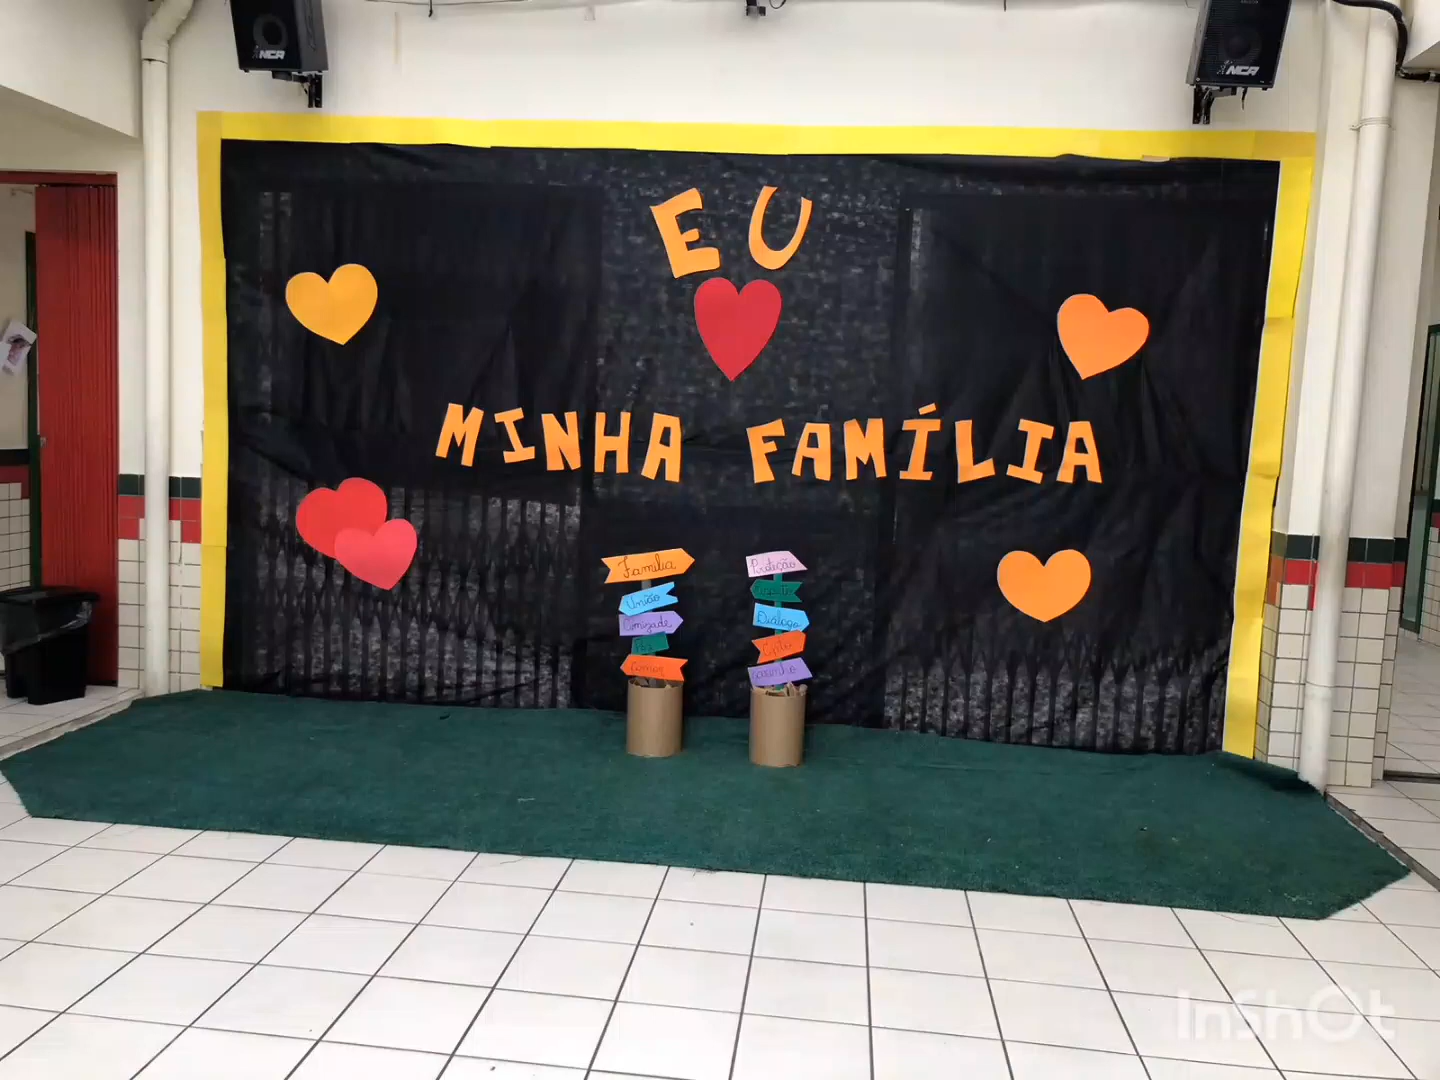 NCA
NCA
EU
MINHA FAMÍLIA
Família
União
Amizade
Amor
Proteção
Diálogo
Carinho
InShOt